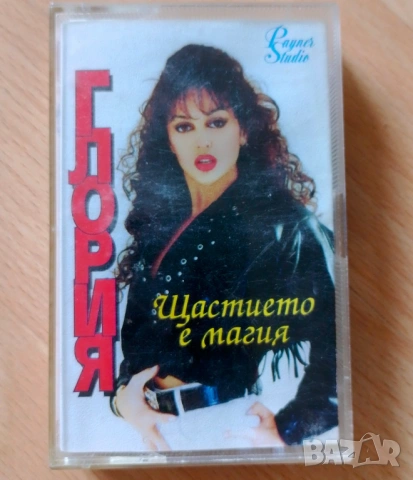 Payner
Studio
ГЛОРИЯ
Щастието
е магия
BAZAR